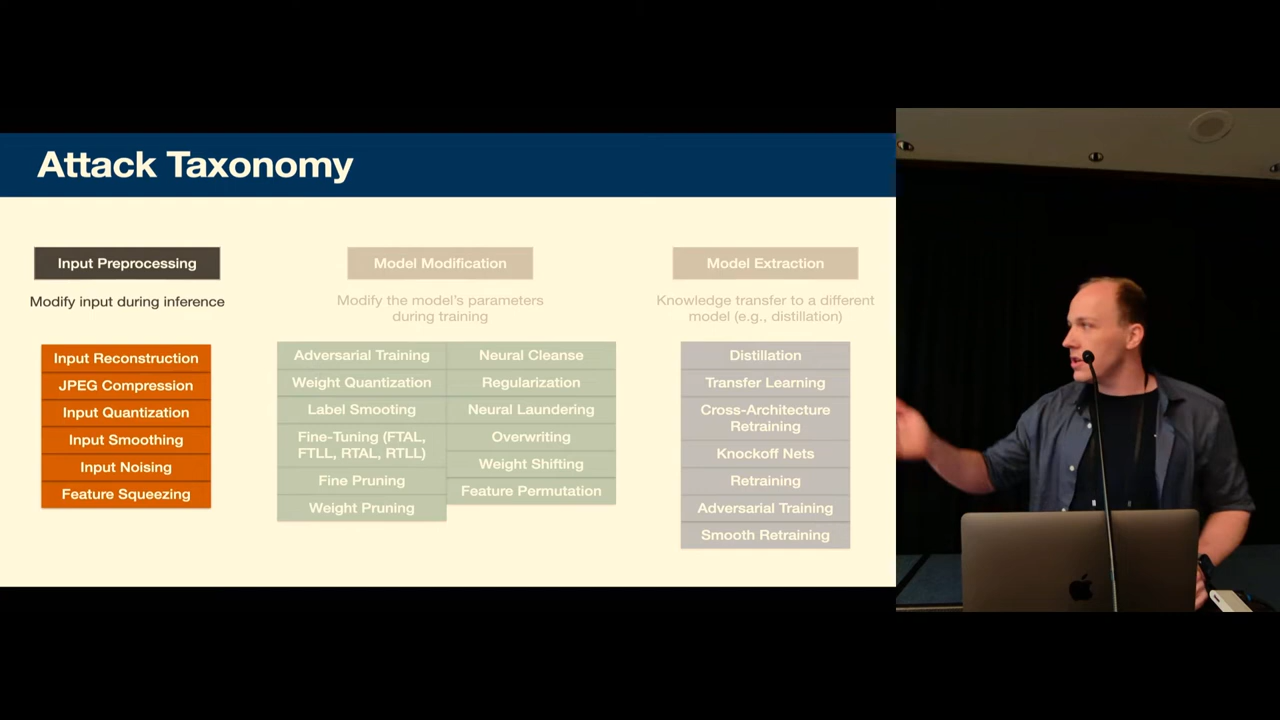 Attack Taxonomy
Input Preprocessing
Modify input during inference
Input Reconstruction
JPEG Compression
Input Quantization
Input Smoothing
Input Noising
Feature Squeezing
Model Modification
Modify the model's parameters
during training
Adversarial Training
Weight Quantization
Label Smooting
Fine-Tuning (FTAL,
FTLL, RTAL, RTLL)
Fine Pruning
Weight Pruning
Neural Cleanse
Regularization
Neural Laundering
Overwriting
Weight Shifting
Feature Permutation
Model Extraction
Knowledge transfer to a different
model (e.g., distillation)
Distillation
Transfer Learning
Cross-Architecture
Retraining
Knockoff Nets
Retraining
Adversarial Training
Smooth Retraining